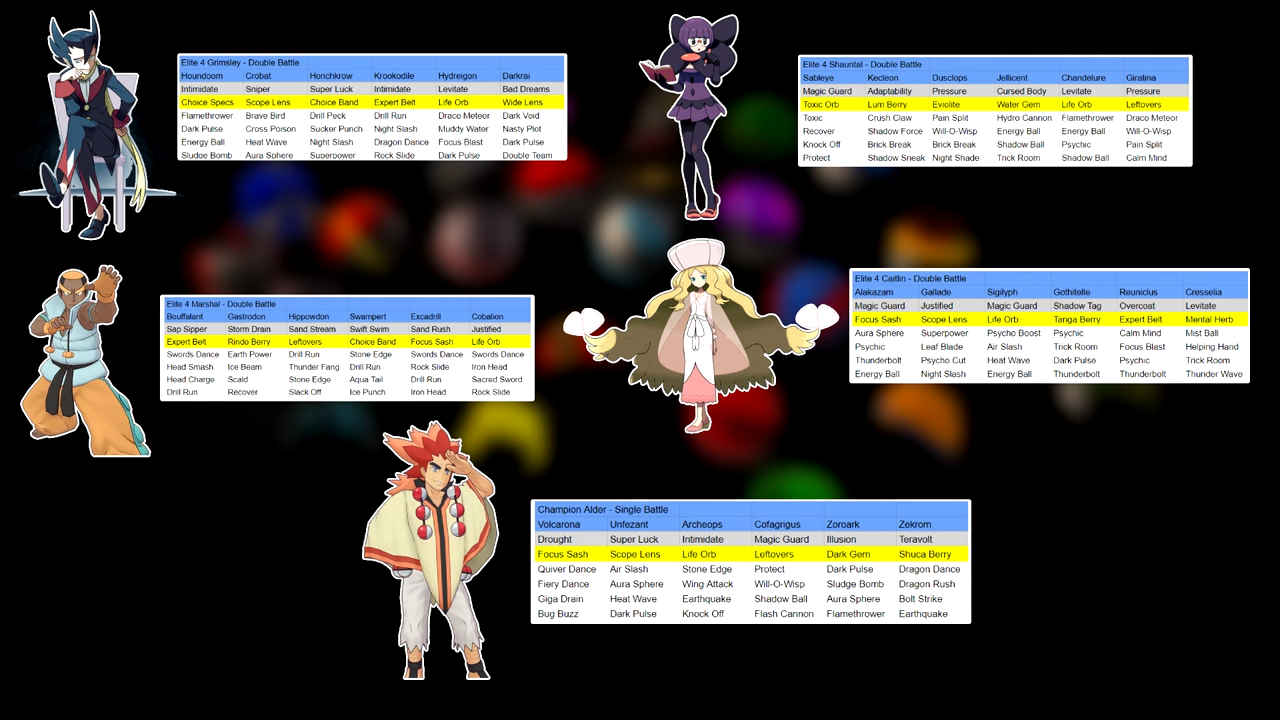 Elite 4 Grimsley - Double Battle
Houndoom Crobat Honchkrow Krookodile Hydreigon Darkrai
Intimidate Sniper Super Luck Intimidate Levitate Bad Dreams
Choice Specs Scope Lens Choice Band Expert Belt Life Orb Wide Lens
Flamethrower Brave Bird Drill Peck Drill Run Draco Meteor Dark Void
Dark Pulse Cross Poison Sucker Punch Night Slash Muddy Water Nasty Plot
Energy Ball Heat Wave Night Slash Dragon Dance Focus Blast Dark Pulse
Sludge Bomb Aura Sphere Superpower Rock Slide Dark Pulse Double Team
Elite 4 Shauntal - Double Battle
Sableye Kecleon Dusclops Jellicent Chandelure Giratina
Magic Guard Adaptability Pressure Cursed Body Levitate Pressure
Toxic Orb Lum Berry Eviolite Water Gem Life Orb Leftovers
Toxic Crush Claw Pain Split Hydro Cannon Flamethrower Draco Meteor
Recover Shadow Force Will-O-Wisp Energy Ball Energy Ball Will-O-Wisp
Knock Off Brick Break Brick Break Shadow Ball Psychic Pain Split
Protect Shadow Sneak Night Shade Trick Room Shadow Ball Calm Mind
Elite 4 Marshal - Double Battle
Bouffalant Gastrodon Hippowdon Swampert Excadrill Cobalion
Sap Sipper Storm Drain Sand Stream Swift Swim Sand Rush Justified
Expert Belt Rindo Berry Leftovers Choice Band Focus Sash Life Orb
Swords Dance Earth Power Drill Run Stone Edge Swords Dance Swords Dance
Head Smash Ice Beam Thunder Fang Drill Run Rock Slide Iron Head
Head Charge Scald Stone Edge Aqua Tail Drill Run Sacred Sword
Drill Run Recover Slack Off Ice Punch Iron Head Rock Slide
Elite 4 Caitlin - Double Battle
Alakazam Gallade Sigilyph Gothitelle Reuniclus Cresselia
Magic Guard Justified Magic Guard Shadow Tag Overcoat Levitate
Focus Sash Scope Lens Life Orb Tanga Berry Expert Belt Mental Herb
Aura Sphere Superpower Psycho Boost Psychic Calm Mind Mist Ball
Psychic Leaf Blade Air Slash Trick Room Focus Blast Helping Hand
Thunderbolt Psycho Cut Heat Wave Dark Pulse Psychic Trick Room
Energy Ball Night Slash Energy Ball Thunderbolt Thunderbolt Thunder Wave
Champion Alder - Single Battle
Volcarona Unfezant Archeops Cofagrigus Zoroark Zekrom
Drought Super Luck Intimidate Magic Guard Illusion Teravolt
Focus Sash Scope Lens Life Orb Leftovers Dark Gem Shuca Berry
Quiver Dance Air Slash Stone Edge Protect Dark Pulse Dragon Dance
Fiery Dance Aura Sphere Wing Attack Will-O-Wisp Sludge Bomb Dragon Rush
Giga Drain Heat Wave Earthquake Shadow Ball Aura Sphere Bolt Strike
Bug Buzz Dark Pulse Knock Off Flash Cannon Flamethrower Earthquake